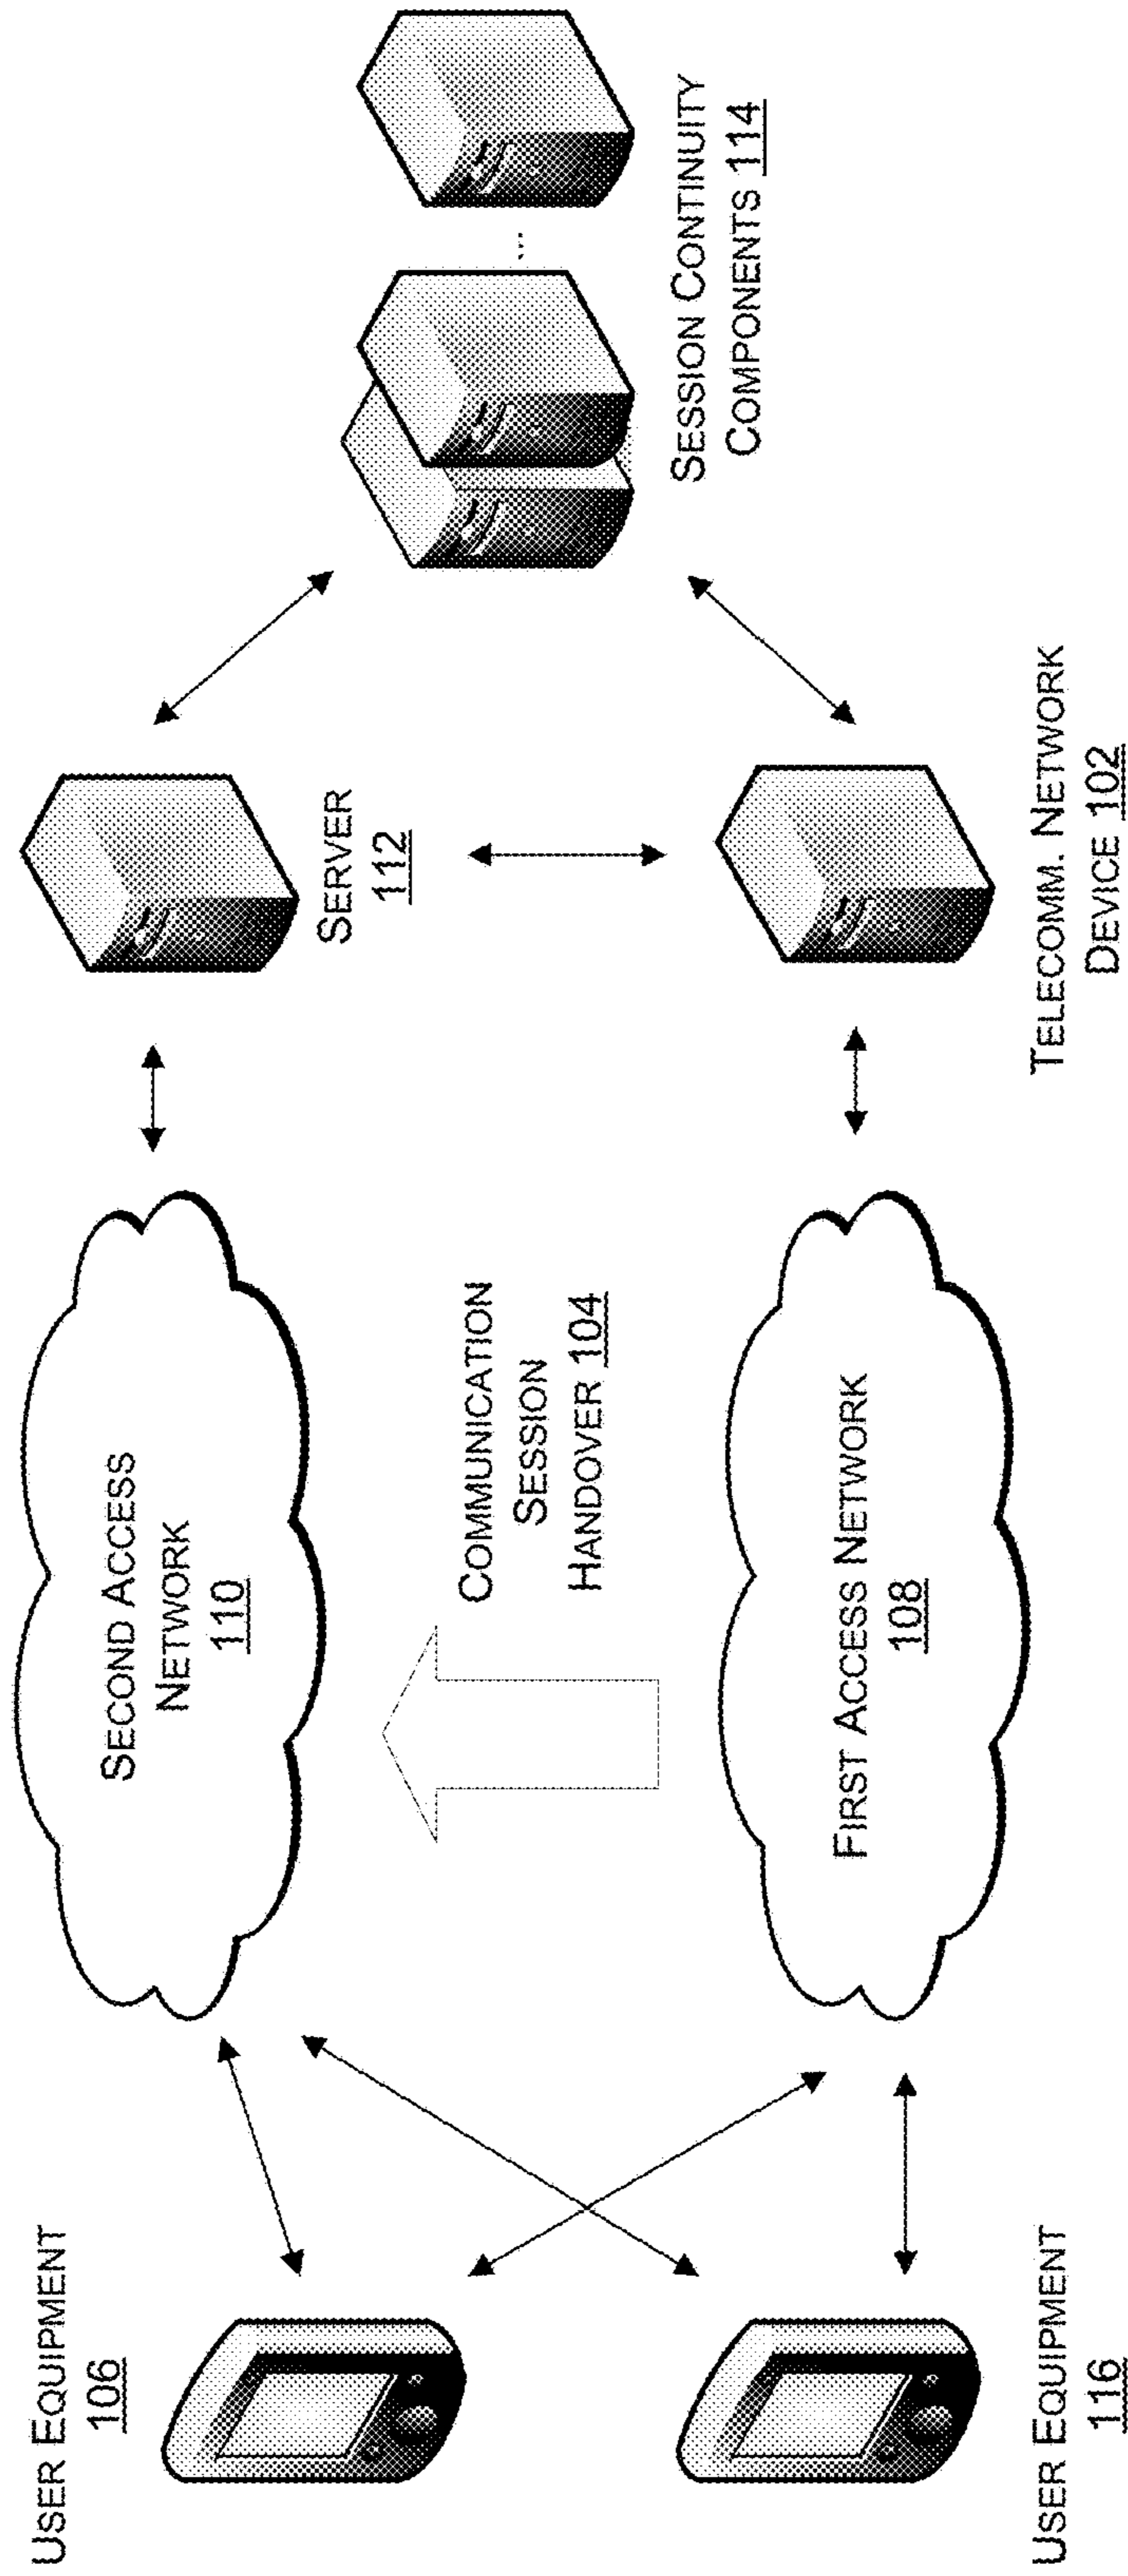 USER EQUIPMENT
106
SECOND ACCESS
NETWORK
110
SERVER
112
COMMUNICATION
SESSION
HANDOVER 104
SESSION CONTINUITY
COMPONENTS 114
FIRST ACCESS NETWORK
108
USER EQUIPMENT
116
TELECOMM. NETWORK
DEVICE 102